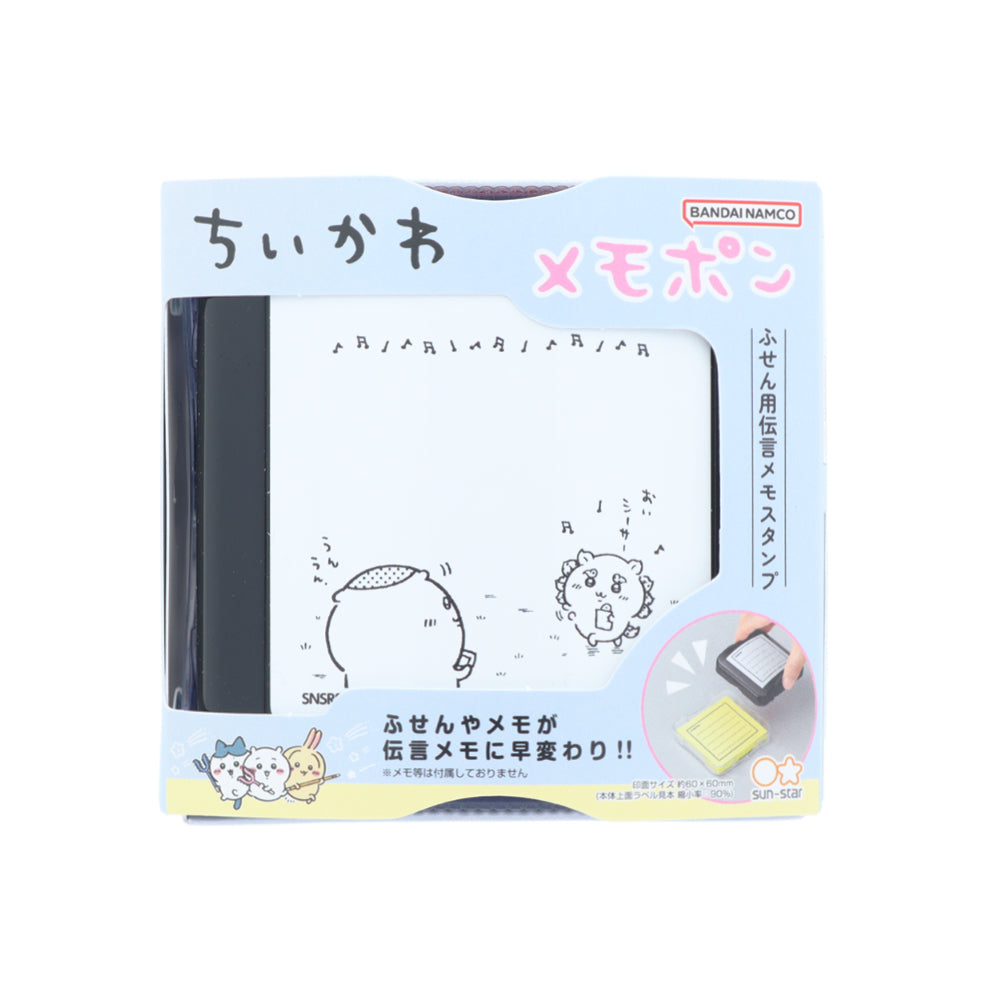 ちいかわ
BANDAI NAMCO
メモポン
ふせん用伝言メモスタンプ
おい
シーサー
うん
うん、
SNSR
ふせんやメモが
伝言メモに早変わり!!
※メモ等は付属しておりません
印面サイズ 約60×60mm
(本体上面ラベル見本 縮小率 90%)
sun-star